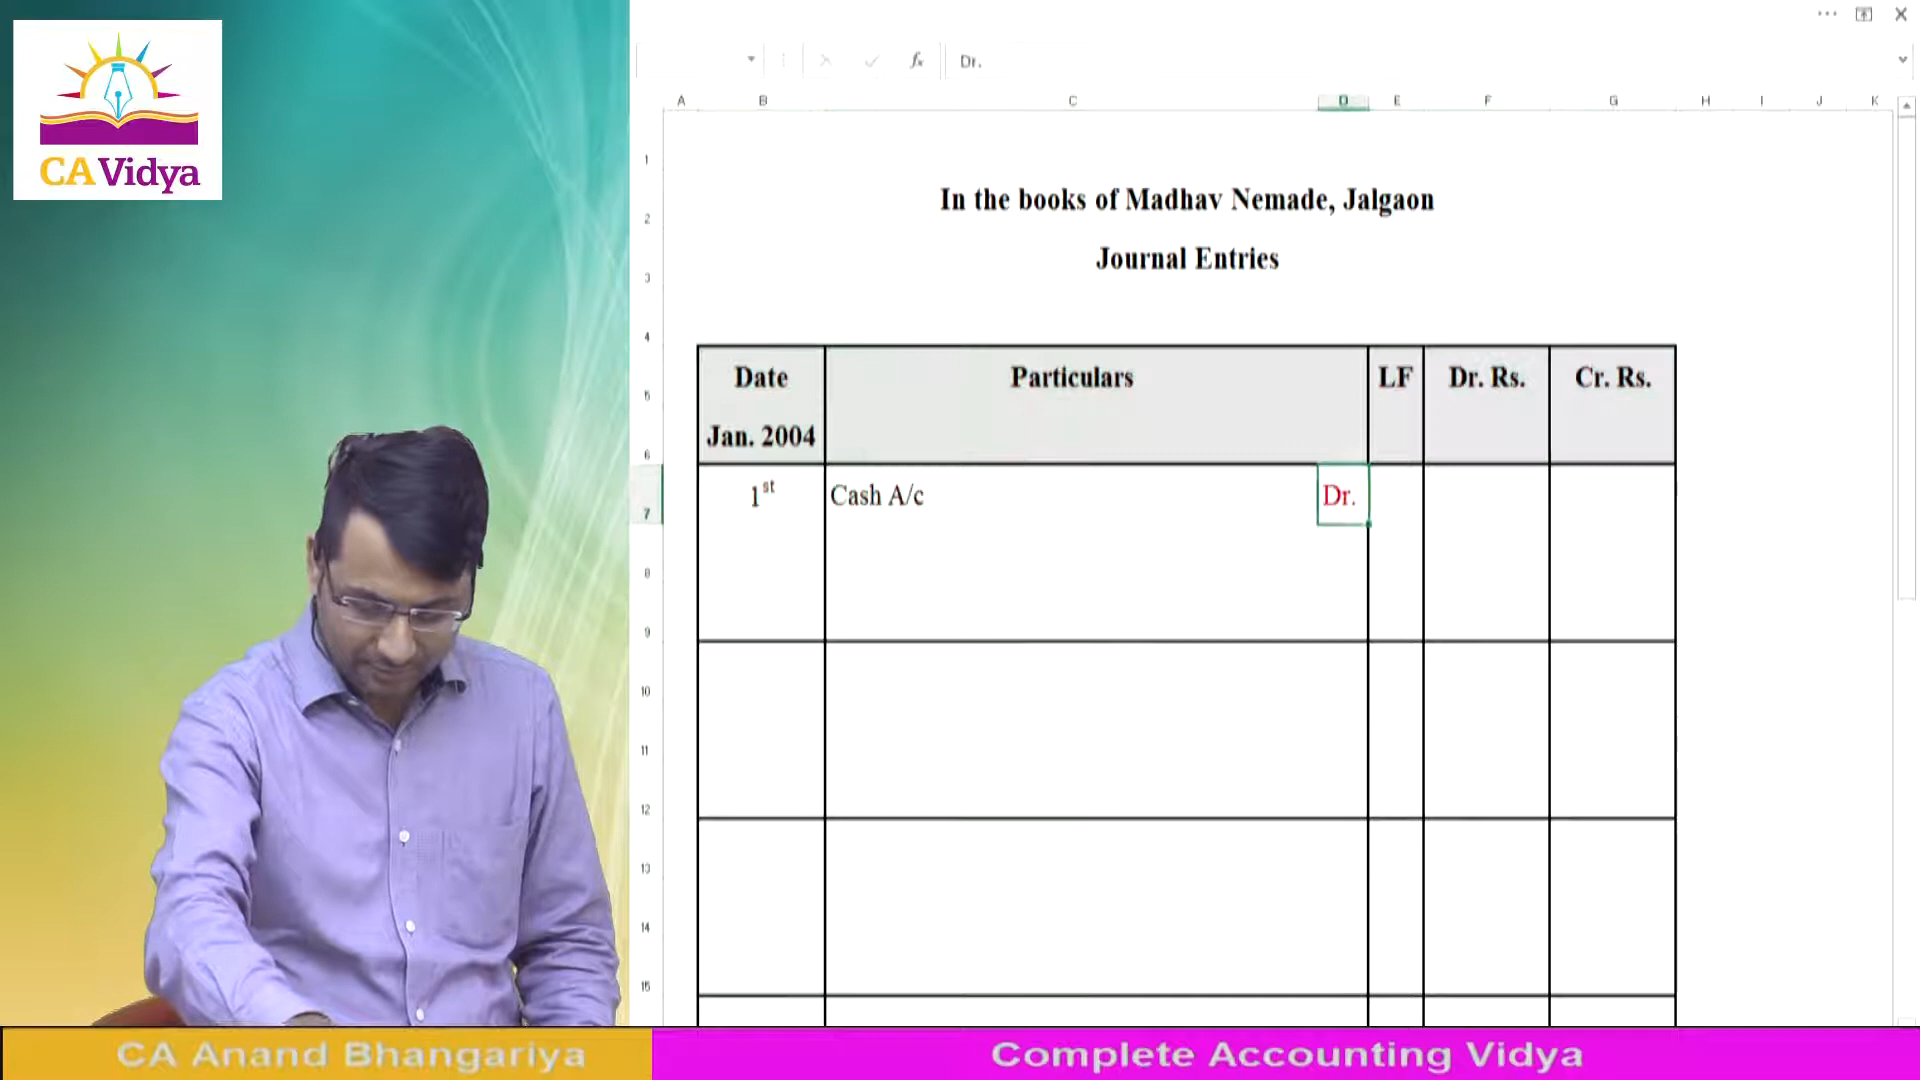 CA Vidya
fx
Dr.
A B C D E F G H I J K
1
2
3
4
5
6
7
8
9
10
11
12
13
14
15
In the books of Madhav Nemade, Jalgaon
Journal Entries
Date Particulars LF Dr. Rs. Cr. Rs.
Jan. 2004
1st Cash A/c Dr.
CA Anand Bhangariya
Complete Accounting Vidya